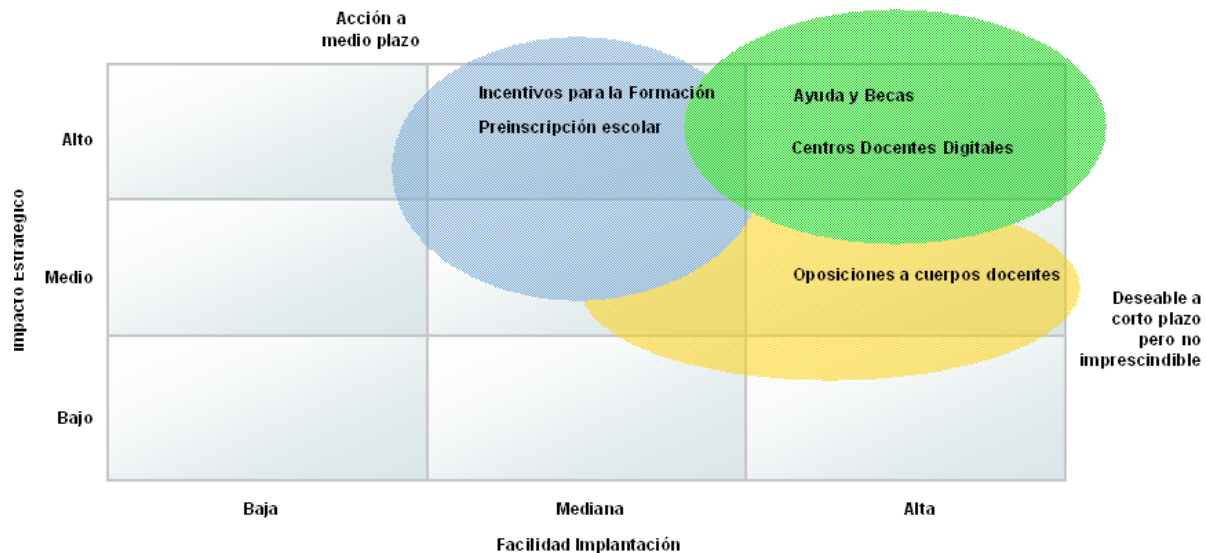 Acción a
medio plazo
Incentivos para la Formación
Preinscripción escolar
Ayuda y Becas
Centros Docentes Digitales
Alto
Impacto Estratégico
Medio
Oposiciones a cuerpos docentes
Deseable a
corto plazo
pero no
imprescindible
Bajo
Baja
Mediana
Alta
Facilidad Implantación